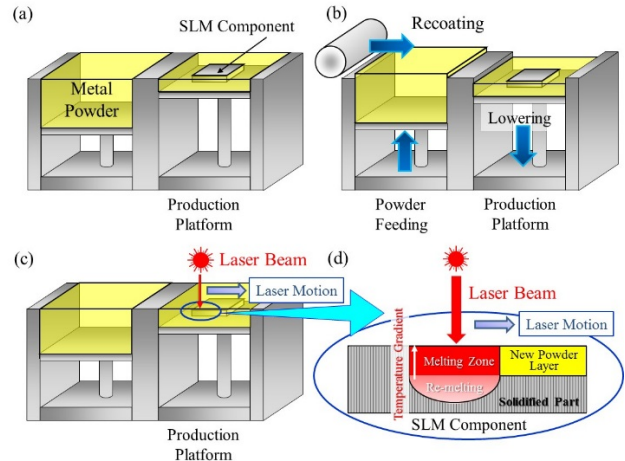 (a)
SLM Component
Metal
Powder
Production
Platform
(b)
Recoating
Lowering
Powder
Feeding
Production
Platform
(c)
Laser Beam
Laser Motion
Production
Platform
(d)
Laser Beam
Laser Motion
Temperature Gradient
Melting Zone
New Powder
Layer
Re-melting
Solidified Part
SLM Component